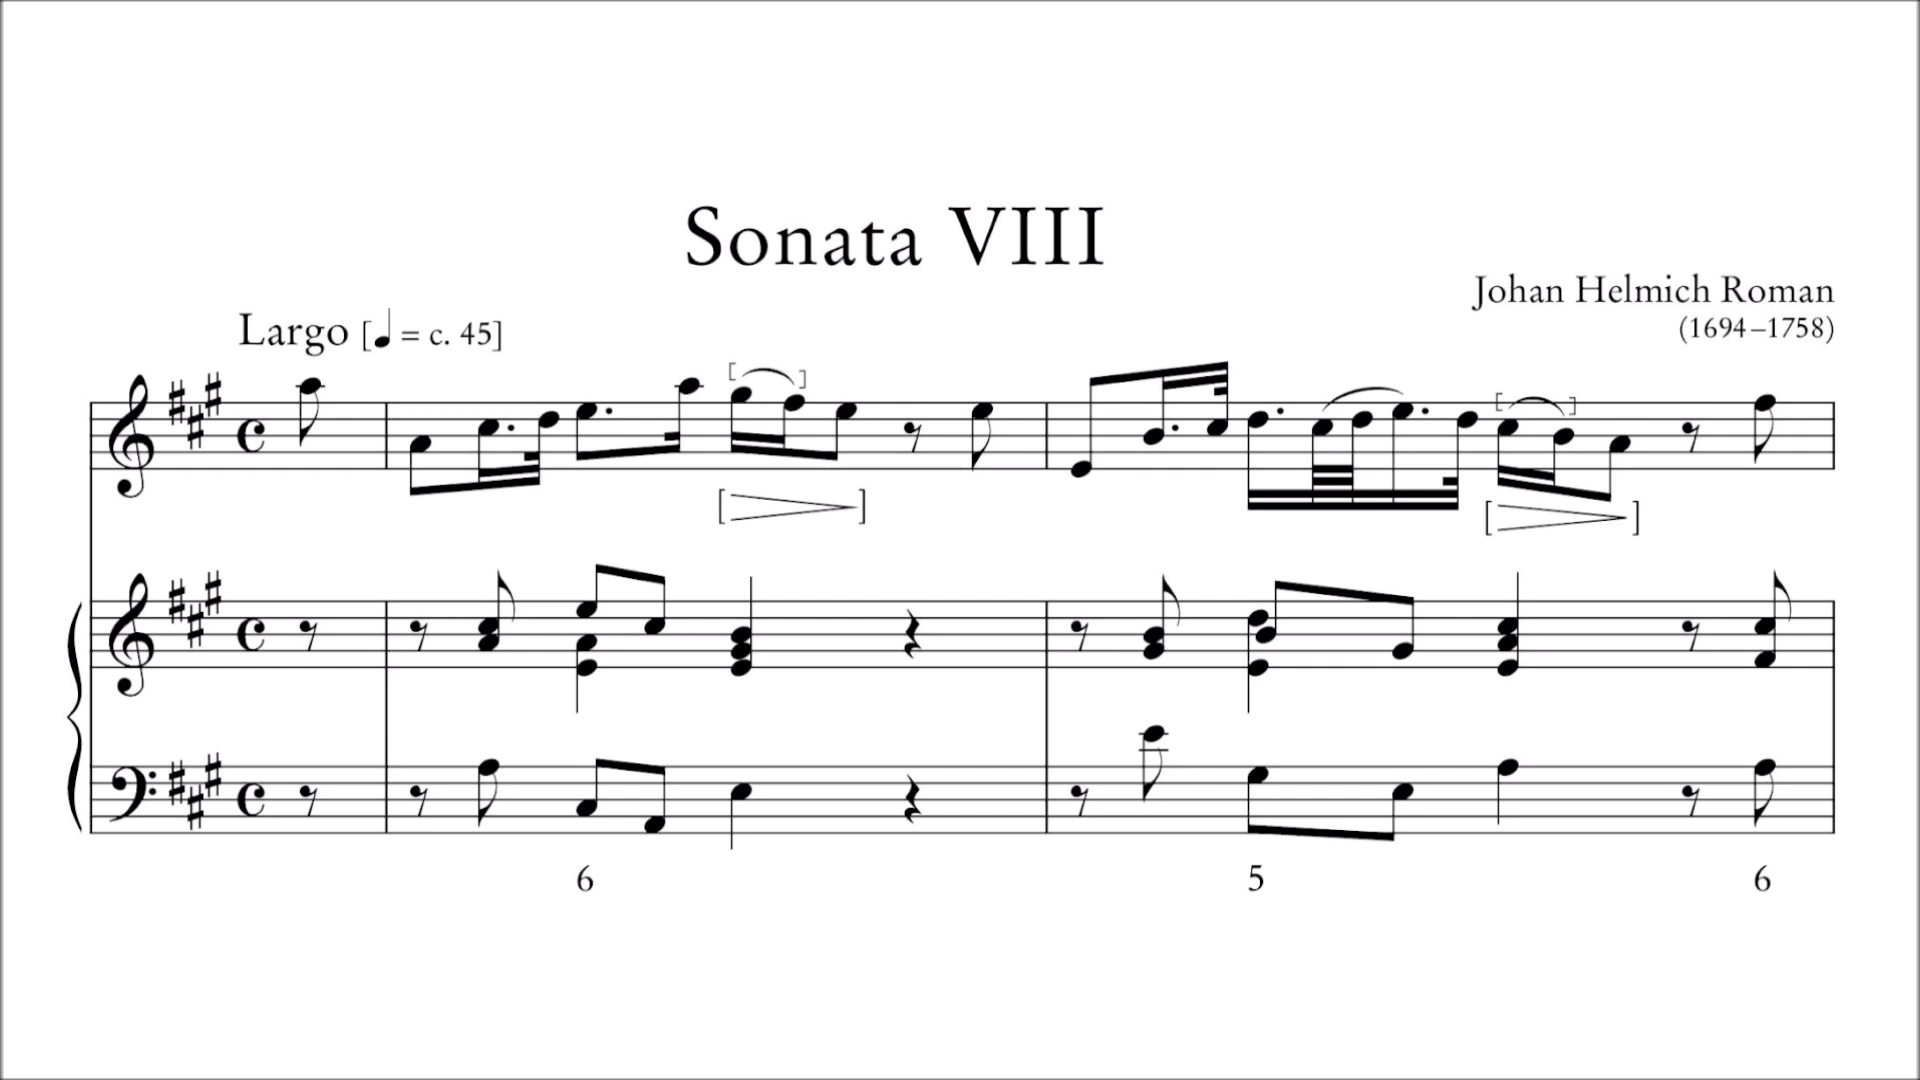 Sonata VIII
Johan Helmich Roman
(1694–1758)
Largo [♩ = c. 45]
6 5 6